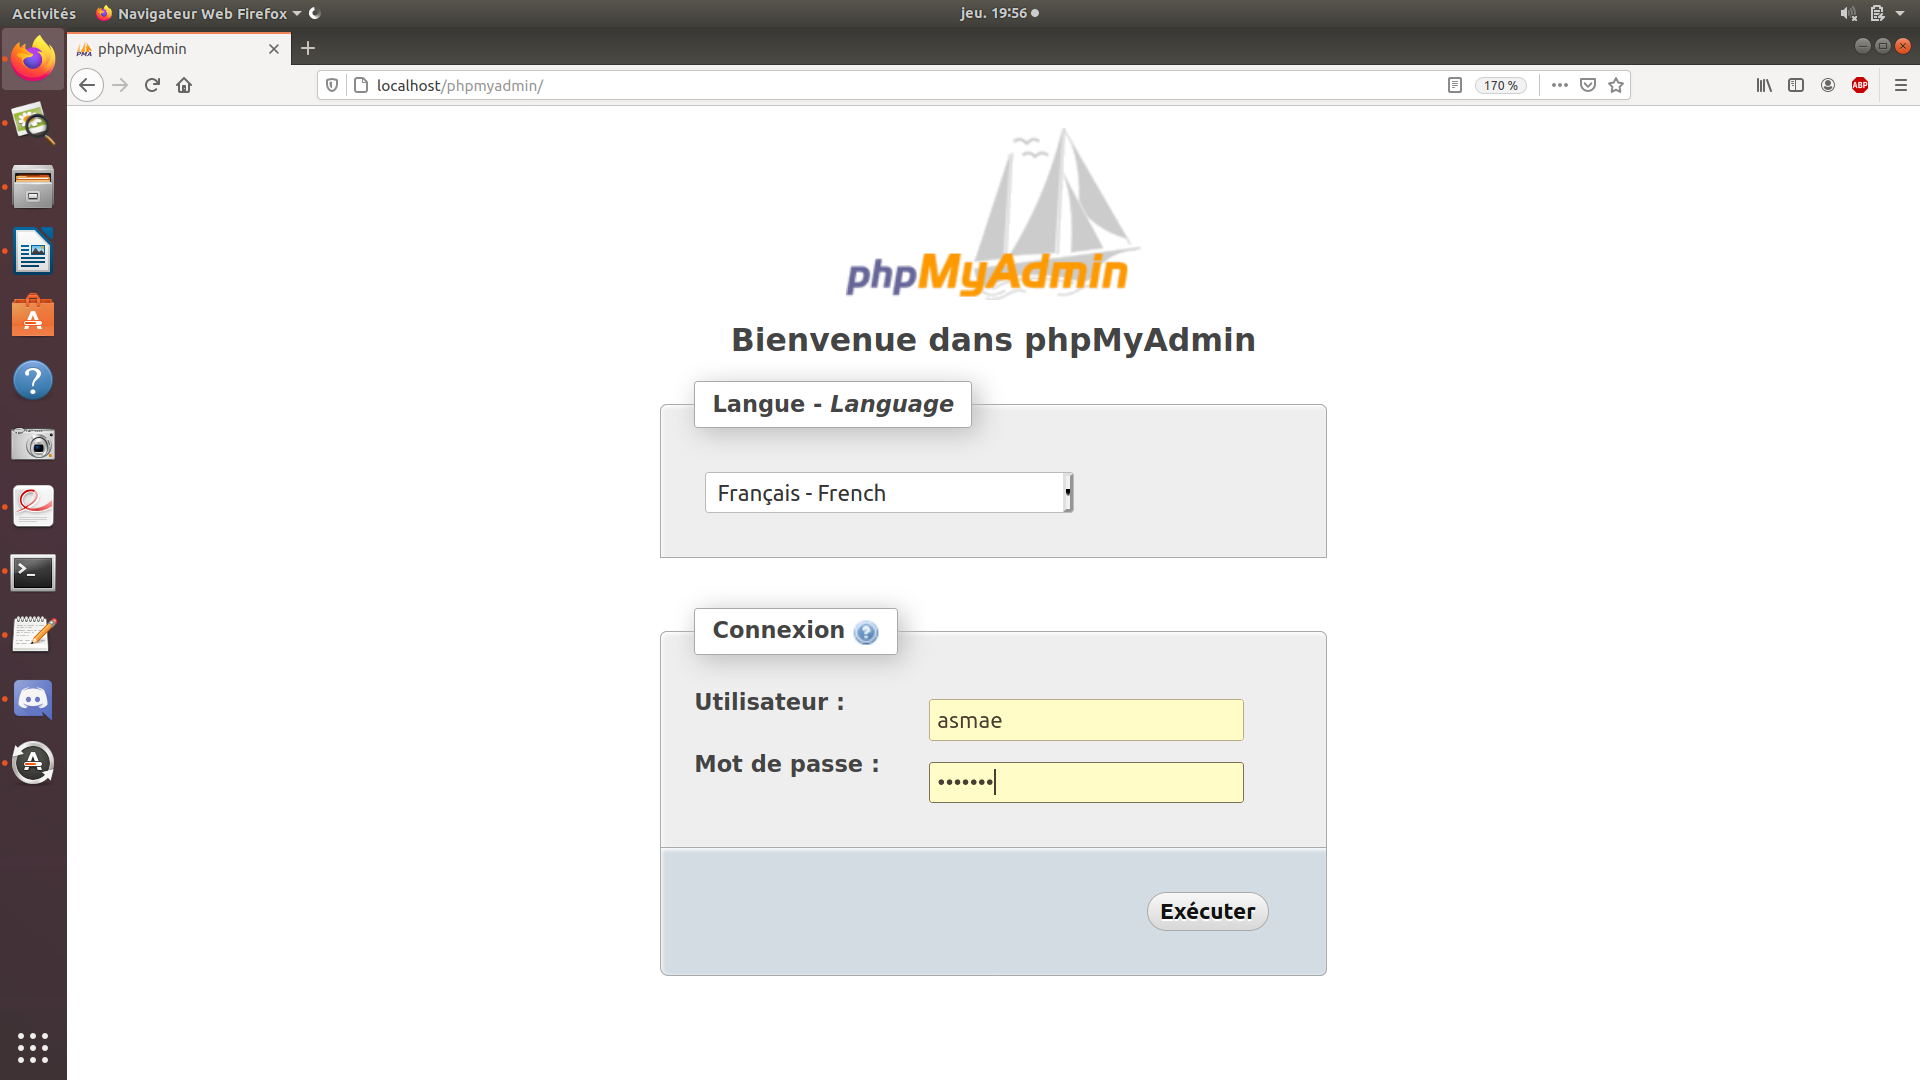 Activités
Navigateur Web Firefox
jeu. 19:56
phpMyAdmin
localhost/phpmyadmin/
170 %
ABP
phpMyAdmin
Bienvenue dans phpMyAdmin
Langue - Language
Français - French
Connexion
Utilisateur :
asmae
Mot de passe :
•••••••
Exécuter